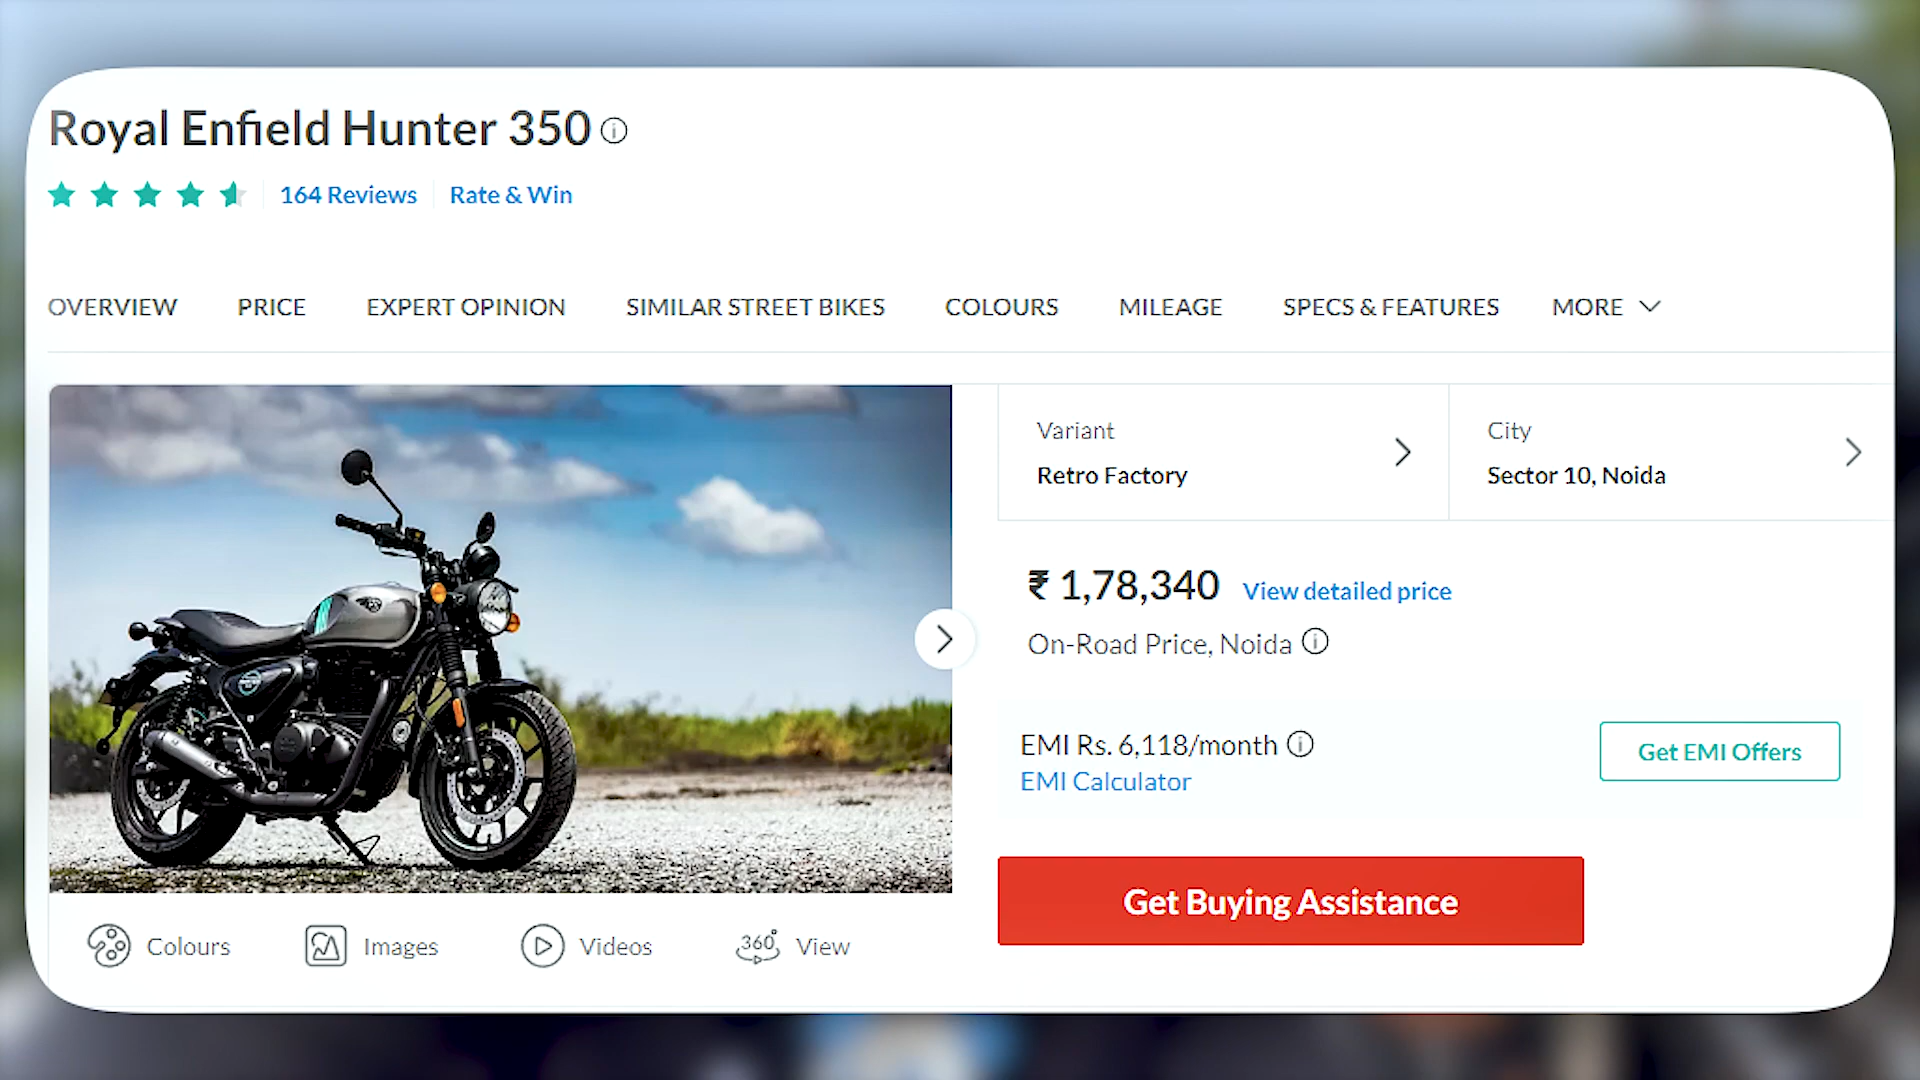 Royal Enfield Hunter 350
164 Reviews Rate & Win
OVERVIEW PRICE EXPERT OPINION SIMILAR STREET BIKES COLOURS MILEAGE SPECS & FEATURES MORE
Variant
Retro Factory
City
Sector 10, Noida
₹ 1,78,340 View detailed price
On-Road Price, Noida
EMI Rs. 6,118/month
EMI Calculator
Get EMI Offers
Get Buying Assistance
Colours Images Videos 360° View